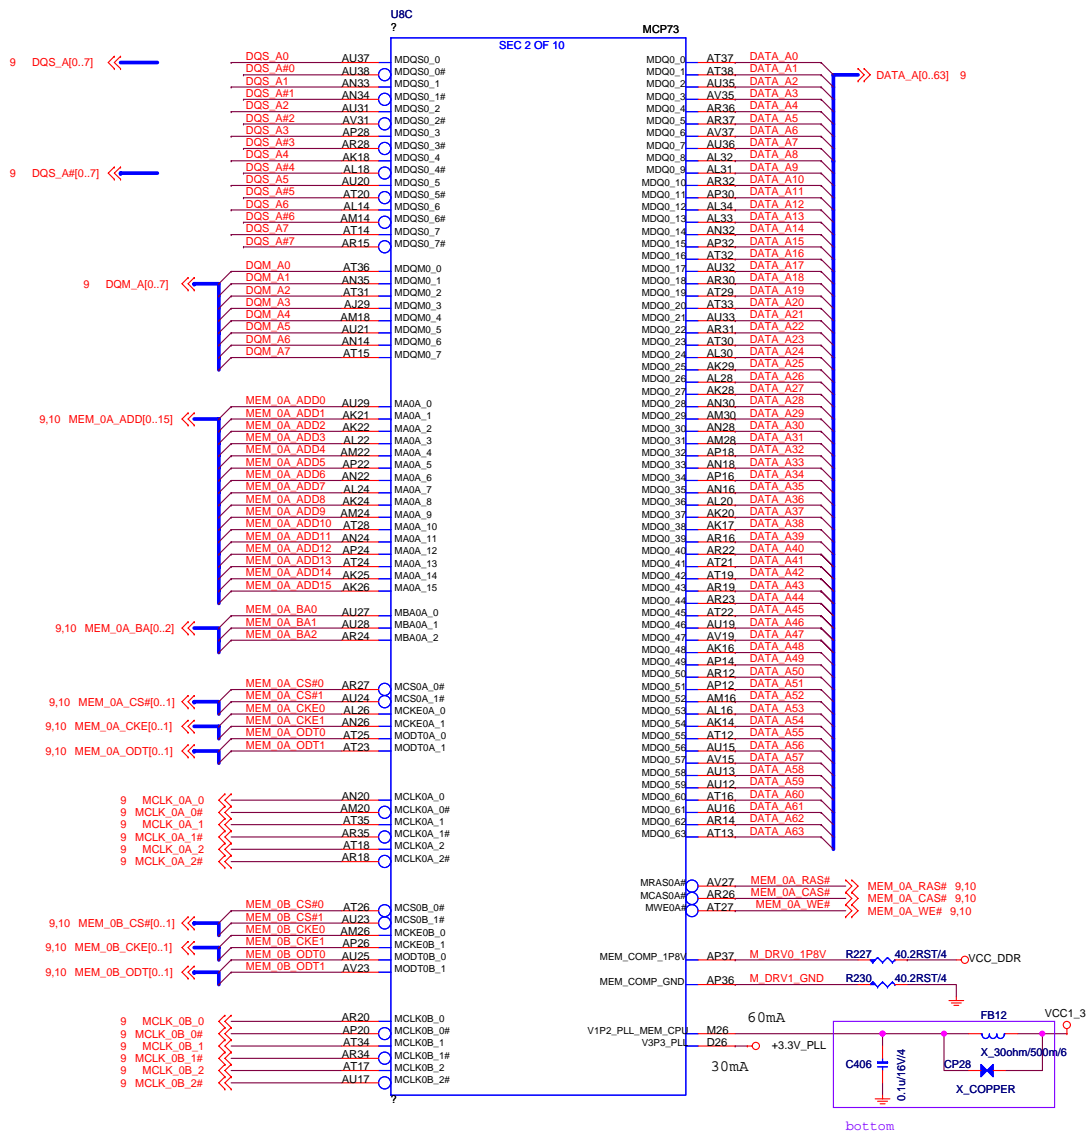 U8C
?
MCP73
SEC 2 OF 10
9 DQS_A[0..7]
DQS_A0 AU37 MDQS0_0
DQS_A#0 AU38 MDQS0_0#
DQS_A1 AN33 MDQS0_1
DQS_A#1 AN34 MDQS0_1#
DQS_A2 AU31 MDQS0_2
DQS_A#2 AV31 MDQS0_2#
DQS_A3 AP28 MDQS0_3
DQS_A#3 AR28 MDQS0_3#
DQS_A4 AK18 MDQS0_4
9 DQS_A#[0..7]
DQS_A#4 AL18 MDQS0_4#
DQS_A5 AU20 MDQS0_5
DQS_A#5 AT20 MDQS0_5#
DQS_A6 AL14 MDQS0_6
DQS_A#6 AM14 MDQS0_6#
DQS_A7 AT14 MDQS0_7
DQS_A#7 AR15 MDQS0_7#
9 DQM_A[0..7]
DQM_A0 AT36 MDQM0_0
DQM_A1 AN35 MDQM0_1
DQM_A2 AT31 MDQM0_2
DQM_A3 AJ29 MDQM0_3
DQM_A4 AM18 MDQM0_4
DQM_A5 AU21 MDQM0_5
DQM_A6 AN14 MDQM0_6
DQM_A7 AT15 MDQM0_7
9,10 MEM_0A_ADD[0..15]
MEM_0A_ADD0 AU29 MA0A_0
MEM_0A_ADD1 AK21 MA0A_1
MEM_0A_ADD2 AK22 MA0A_2
MEM_0A_ADD3 AL22 MA0A_3
MEM_0A_ADD4 AM22 MA0A_4
MEM_0A_ADD5 AP22 MA0A_5
MEM_0A_ADD6 AN22 MA0A_6
MEM_0A_ADD7 AL24 MA0A_7
MEM_0A_ADD8 AK24 MA0A_8
MEM_0A_ADD9 AM24 MA0A_9
MEM_0A_ADD10 AT28 MA0A_10
MEM_0A_ADD11 AN24 MA0A_11
MEM_0A_ADD12 AP24 MA0A_12
MEM_0A_ADD13 AT24 MA0A_13
MEM_0A_ADD14 AK25 MA0A_14
MEM_0A_ADD15 AK26 MA0A_15
9,10 MEM_0A_BA[0..2]
MEM_0A_BA0 AU27 MBA0A_0
MEM_0A_BA1 AU28 MBA0A_1
MEM_0A_BA2 AR24 MBA0A_2
9,10 MEM_0A_CS#[0..1]
MEM_0A_CS#0 AR27 MCS0A_0#
MEM_0A_CS#1 AU24 MCS0A_1#
9,10 MEM_0A_CKE[0..1]
MEM_0A_CKE0 AL26 MCKE0A_0
MEM_0A_CKE1 AN26 MCKE0A_1
9,10 MEM_0A_ODT[0..1]
MEM_0A_ODT0 AT25 MODT0A_0
MEM_0A_ODT1 AT23 MODT0A_1
9 MCLK_0A_0 AN20 MCLK0A_0
9 MCLK_0A_0# AM20 MCLK0A_0#
9 MCLK_0A_1 AT35 MCLK0A_1
9 MCLK_0A_1# AR35 MCLK0A_1#
9 MCLK_0A_2 AT18 MCLK0A_2
9 MCLK_0A_2# AR18 MCLK0A_2#
9,10 MEM_0B_CS#[0..1]
MEM_0B_CS#0 AT26 MCS0B_0#
MEM_0B_CS#1 AU23 MCS0B_1#
9,10 MEM_0B_CKE[0..1]
MEM_0B_CKE0 AM26 MCKE0B_0
MEM_0B_CKE1 AP26 MCKE0B_1
9,10 MEM_0B_ODT[0..1]
MEM_0B_ODT0 AU25 MODT0B_0
MEM_0B_ODT1 AV23 MODT0B_1
9 MCLK_0B_0 AR20 MCLK0B_0
9 MCLK_0B_0# AP20 MCLK0B_0#
9 MCLK_0B_1 AT34 MCLK0B_1
9 MCLK_0B_1# AR34 MCLK0B_1#
9 MCLK_0B_2 AT17 MCLK0B_2
9 MCLK_0B_2# AU17 MCLK0B_2#
?
MDQ0_0 AT37 DATA_A0
DATA_A[0..63] 9
MDQ0_1 AT38 DATA_A1
MDQ0_2 AU35 DATA_A2
MDQ0_3 AV35 DATA_A3
MDQ0_4 AR36 DATA_A4
MDQ0_5 AR37 DATA_A5
MDQ0_6 AV37 DATA_A6
MDQ0_7 AU36 DATA_A7
MDQ0_8 AL32 DATA_A8
MDQ0_9 AL31 DATA_A9
MDQ0_10 AR32 DATA_A10
MDQ0_11 AP30 DATA_A11
MDQ0_12 AL34 DATA_A12
MDQ0_13 AL33 DATA_A13
MDQ0_14 AN32 DATA_A14
MDQ0_15 AP32 DATA_A15
MDQ0_16 AT32 DATA_A16
MDQ0_17 AU32 DATA_A17
MDQ0_18 AR30 DATA_A18
MDQ0_19 AT29 DATA_A19
MDQ0_20 AT33 DATA_A20
MDQ0_21 AU33 DATA_A21
MDQ0_22 AR31 DATA_A22
MDQ0_23 AT30 DATA_A23
MDQ0_24 AL30 DATA_A24
MDQ0_25 AK29 DATA_A25
MDQ0_26 AL28 DATA_A26
MDQ0_27 AK28 DATA_A27
MDQ0_28 AN30 DATA_A28
MDQ0_29 AM30 DATA_A29
MDQ0_30 AN28 DATA_A30
MDQ0_31 AM28 DATA_A31
MDQ0_32 AP18 DATA_A32
MDQ0_33 AN18 DATA_A33
MDQ0_34 AP16 DATA_A34
MDQ0_35 AN16 DATA_A35
MDQ0_36 AL20 DATA_A36
MDQ0_37 AK20 DATA_A37
MDQ0_38 AK17 DATA_A38
MDQ0_39 AR16 DATA_A39
MDQ0_40 AR22 DATA_A40
MDQ0_41 AT21 DATA_A41
MDQ0_42 AT19 DATA_A42
MDQ0_43 AR19 DATA_A43
MDQ0_44 AR23 DATA_A44
MDQ0_45 AT22 DATA_A45
MDQ0_46 AU19 DATA_A46
MDQ0_47 AV19 DATA_A47
MDQ0_48 AK16 DATA_A48
MDQ0_49 AP14 DATA_A49
MDQ0_50 AR12 DATA_A50
MDQ0_51 AP12 DATA_A51
MDQ0_52 AM16 DATA_A52
MDQ0_53 AL16 DATA_A53
MDQ0_54 AK14 DATA_A54
MDQ0_55 AT12 DATA_A55
MDQ0_56 AU15 DATA_A56
MDQ0_57 AV15 DATA_A57
MDQ0_58 AU13 DATA_A58
MDQ0_59 AU12 DATA_A59
MDQ0_60 AT16 DATA_A60
MDQ0_61 AU16 DATA_A61
MDQ0_62 AR14 DATA_A62
MDQ0_63 AT13 DATA_A63
MRAS0A# AV27 MEM_0A_RAS# MEM_0A_RAS# 9,10
MCAS0A# AR26 MEM_0A_CAS# MEM_0A_CAS# 9,10
MWE0A# AT27 MEM_0A_WE# MEM_0A_WE# 9,10
MEM_COMP_1P8V AP37 M_DRV0_1P8V R227 40.2RST/4 VCC_DDR
MEM_COMP_GND AP36 M_DRV1_GND R230 40.2RST/4
60mA
V1P2_PLL_MEM_CPU M26
V3P3_PLL D26 +3.3V_PLL
30mA
FB12 VCC1_3
X_30ohm/500m/6
C406
0.1u/16V/4
CP28
X_COPPER
bottom